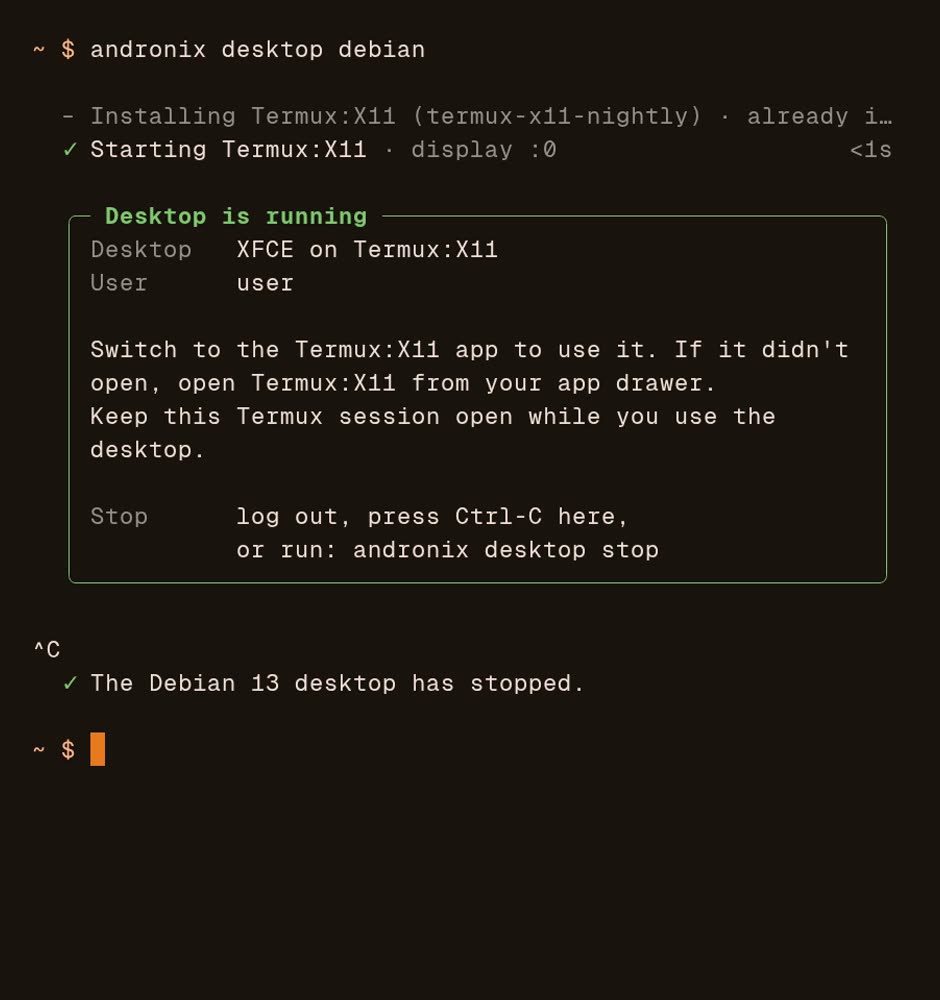 ~ $ andronix desktop debian
– Installing Termux:X11 (termux-x11-nightly) · already i…
✓ Starting Termux:X11 · display :0 <1s
Desktop is running
Desktop XFCE on Termux:X11
User user
Switch to the Termux:X11 app to use it. If it didn't
open, open Termux:X11 from your app drawer.
Keep this Termux session open while you use the
desktop.
Stop log out, press Ctrl-C here,
or run: andronix desktop stop
^C
✓ The Debian 13 desktop has stopped.
~ $